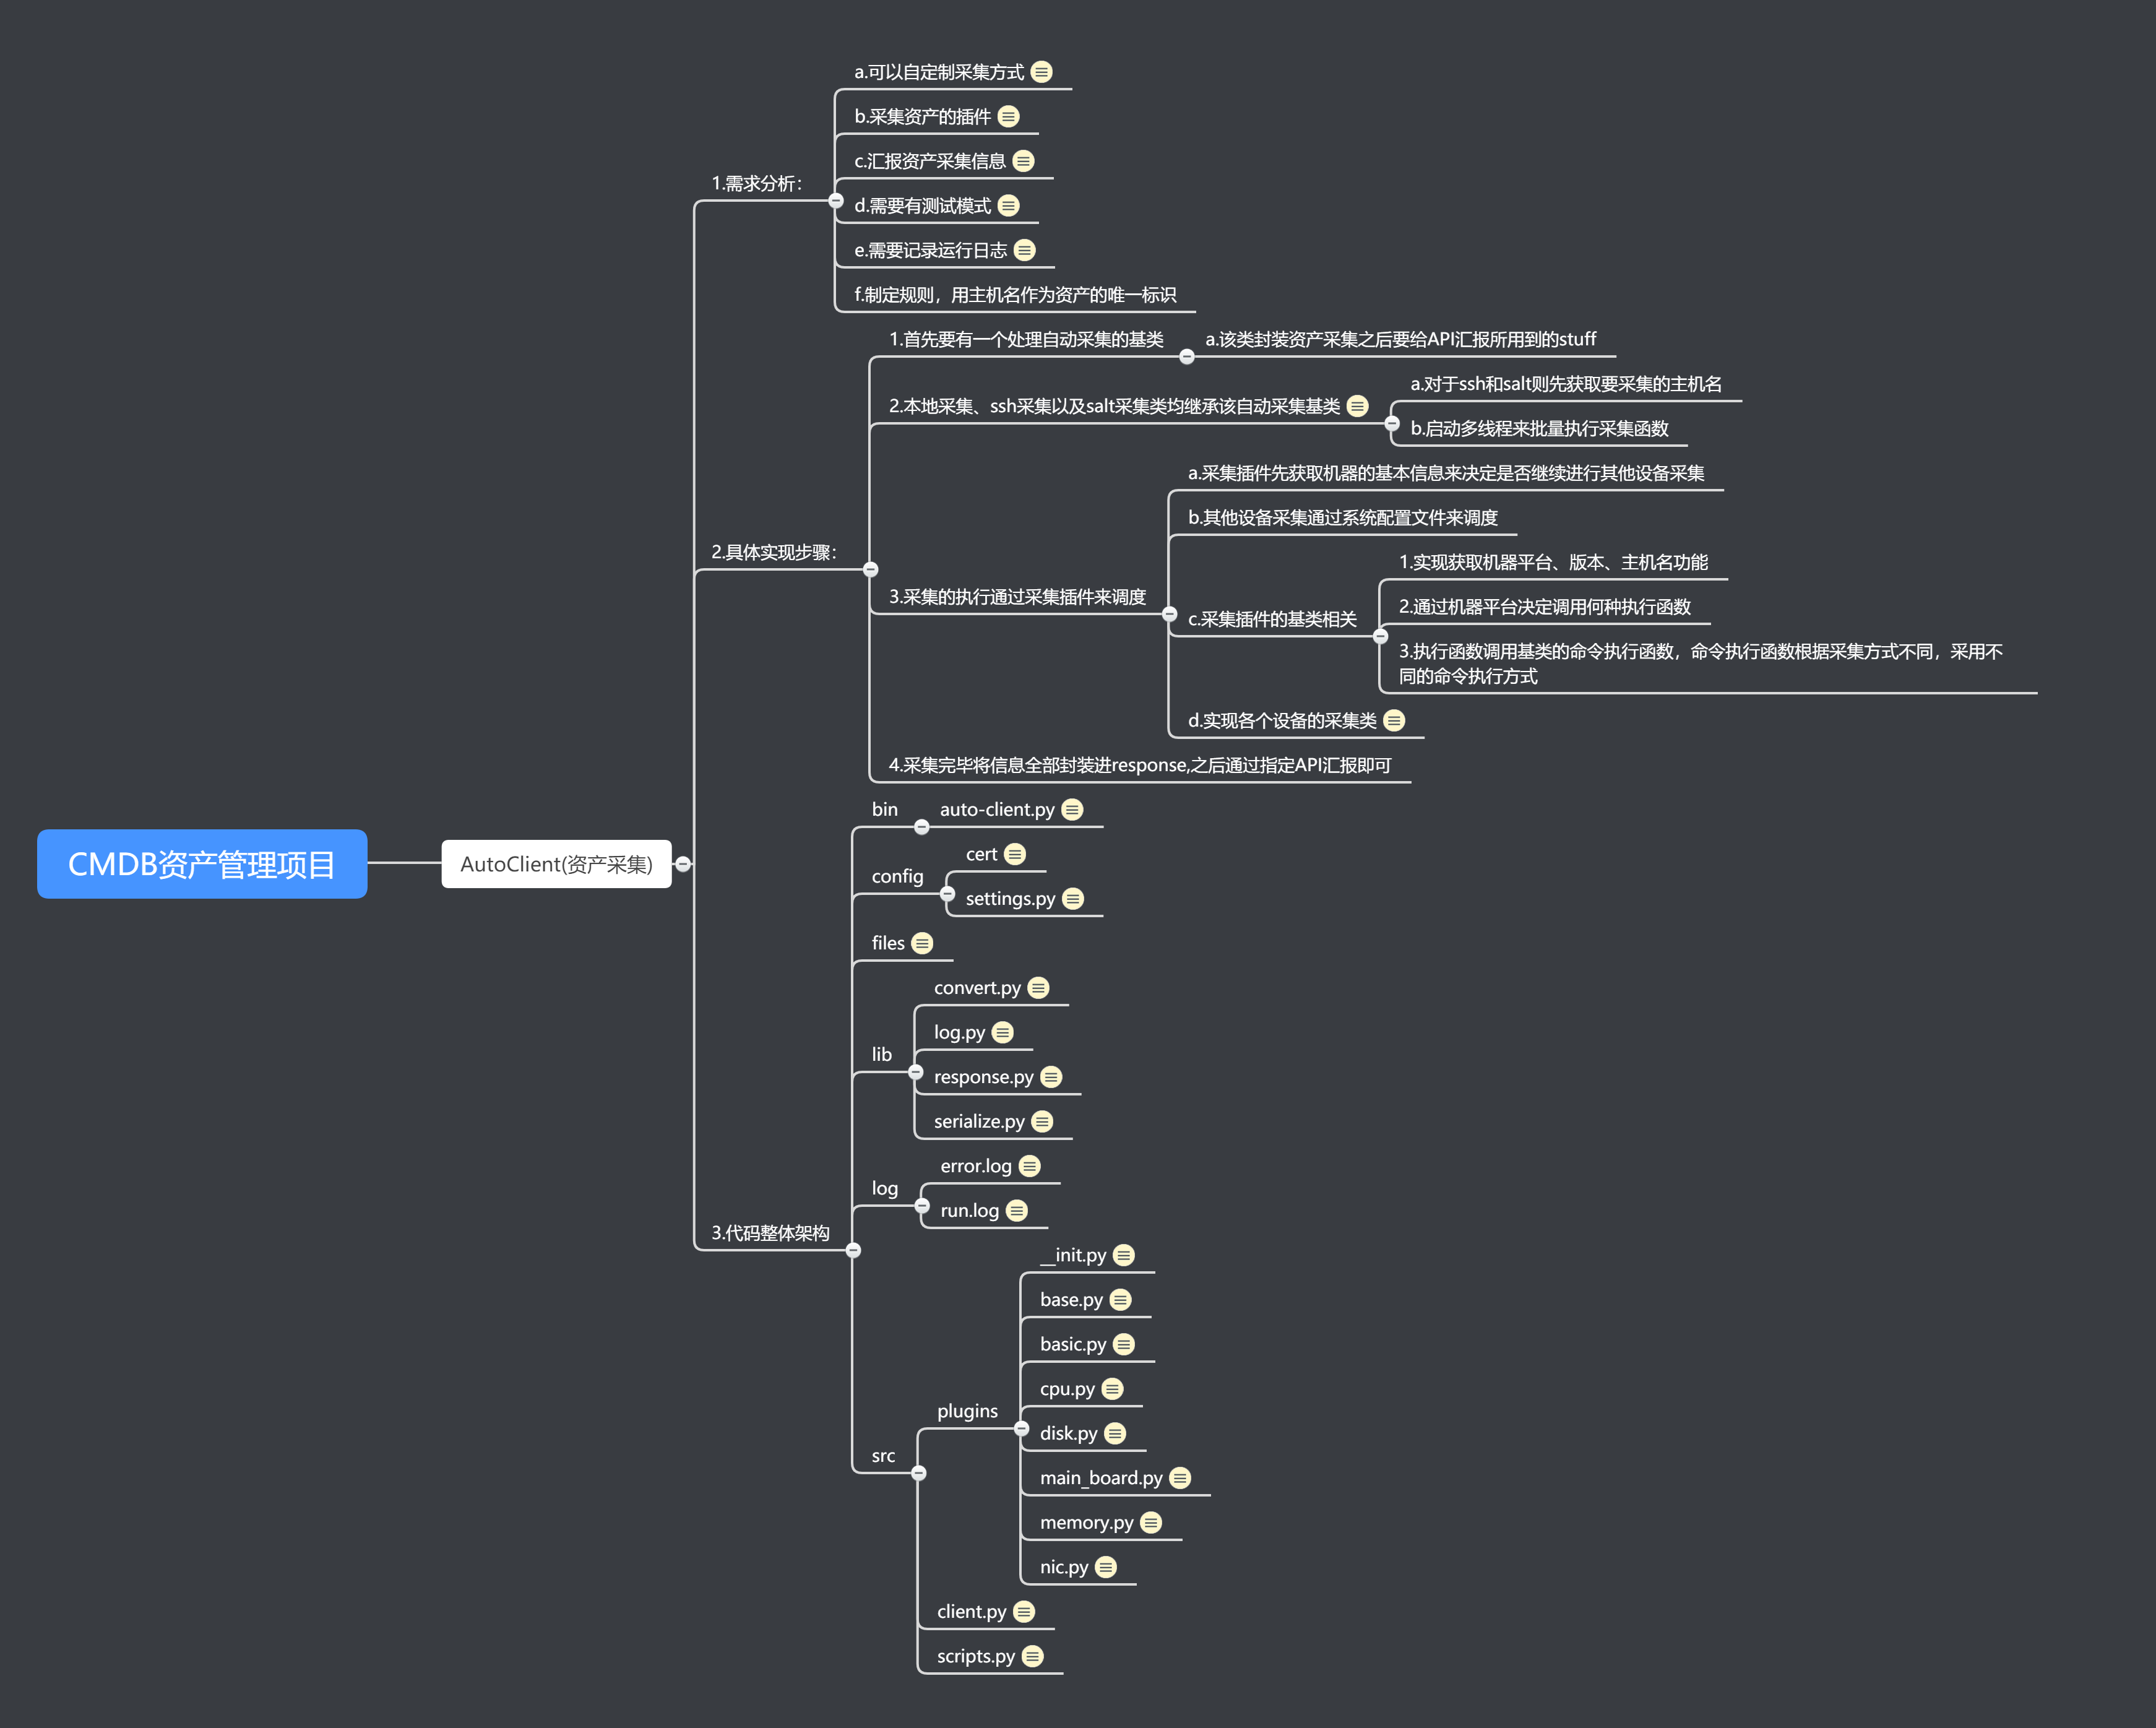 CMDB资产管理项目
AutoClient(资产采集)
1.需求分析：
a.可以自定制采集方式
b.采集资产的插件
c.汇报资产采集信息
d.需要有测试模式
e.需要记录运行日志
f.制定规则，用主机名作为资产的唯一标识
2.具体实现步骤：
1.首先要有一个处理自动采集的基类
a.该类封装资产采集之后要给API汇报所用到的stuff
2.本地采集、ssh采集以及salt采集类均继承该自动采集基类
a.对于ssh和salt则先获取要采集的主机名
b.启动多线程来批量执行采集函数
3.采集的执行通过采集插件来调度
a.采集插件先获取机器的基本信息来决定是否继续进行其他设备采集
b.其他设备采集通过系统配置文件来调度
c.采集插件的基类相关
1.实现获取机器平台、版本、主机名功能
2.通过机器平台决定调用何种执行函数
3.执行函数调用基类的命令执行函数，命令执行函数根据采集方式不同，采用不
同的命令执行方式
d.实现各个设备的采集类
4.采集完毕将信息全部封装进response,之后通过指定API汇报即可
3.代码整体架构
bin
auto-client.py
config
cert
settings.py
files
lib
convert.py
log.py
response.py
serialize.py
log
error.log
run.log
src
plugins
__init.py
base.py
basic.py
cpu.py
disk.py
main_board.py
memory.py
nic.py
client.py
scripts.py